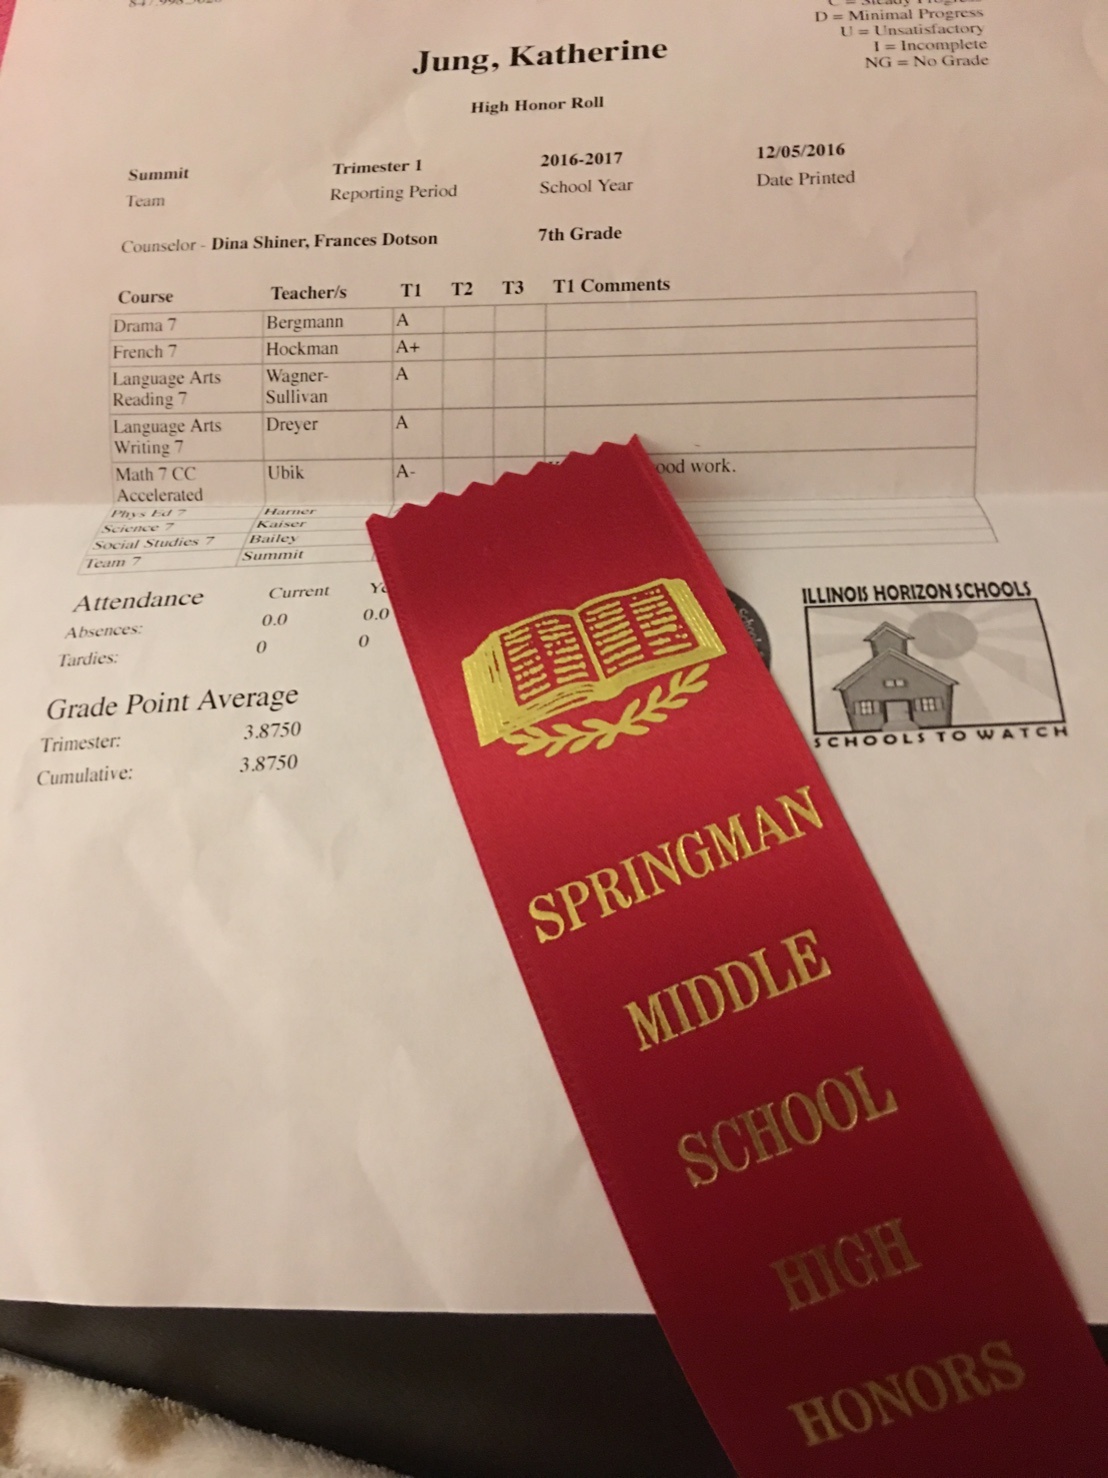 D = Minimal Progress
U = Unsatisfactory
I = Incomplete
NG = No Grade
Jung, Katherine
High Honor Roll
Summit Trimester 1 2016-2017 12/05/2016
Team Reporting Period School Year Date Printed
Counselor - Dina Shiner, Frances Dotson 7th Grade
Course Teacher/s T1 T2 T3 T1 Comments
Drama 7 Bergmann A
French 7 Hockman A+
Language Arts Wagner- A
Reading 7 Sullivan
Language Arts Dreyer A
Writing 7
Math 7 CC Ubik A- work.
Accelerated
Phys Ed 7 Harner
Science 7 Kaiser
Social Studies 7 Bailey
Team 7 Summit
Attendance Current
Absences: 0.0 0.0
Tardies: 0 0
Grade Point Average
Trimester: 3.8750
Cumulative: 3.8750
ILLINOIS HORIZON SCHOOLS
SCHOOLS TO WATCH
SPRINGMAN
MIDDLE
SCHOOL
HIGH
HONORS